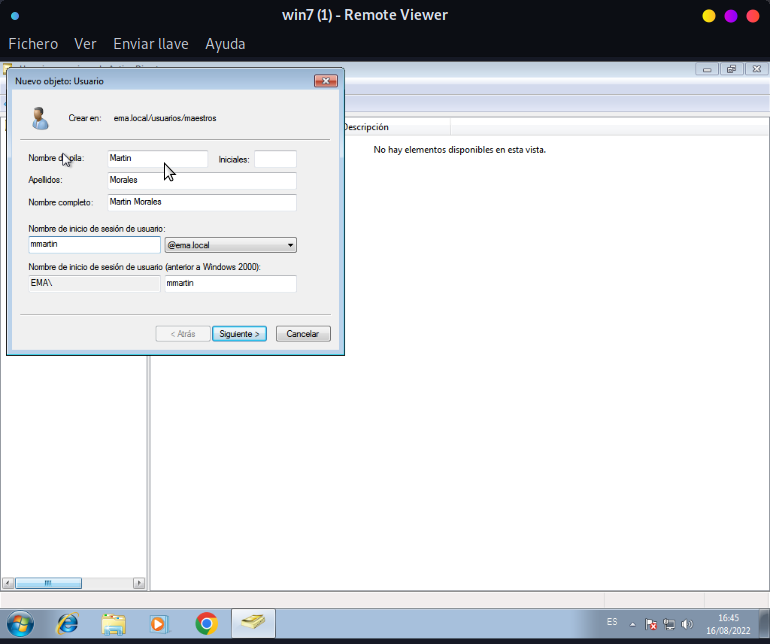 win7 (1) - Remote Viewer
Fichero Ver Enviar llave Ayuda
Nuevo objeto: Usuario
Crear en: ema.local/usuarios/maestros
Descripción
No hay elementos disponibles en esta vista.
Nombre de pila: Martin Iniciales:
Apellidos: Morales
Nombre completo: Martin Morales
Nombre de inicio de sesión de usuario:
mmartin @ema.local
Nombre de inicio de sesión de usuario (anterior a Windows 2000):
EMA\ mmartin
< Atrás Siguiente > Cancelar
ES 16:45
16/08/2022